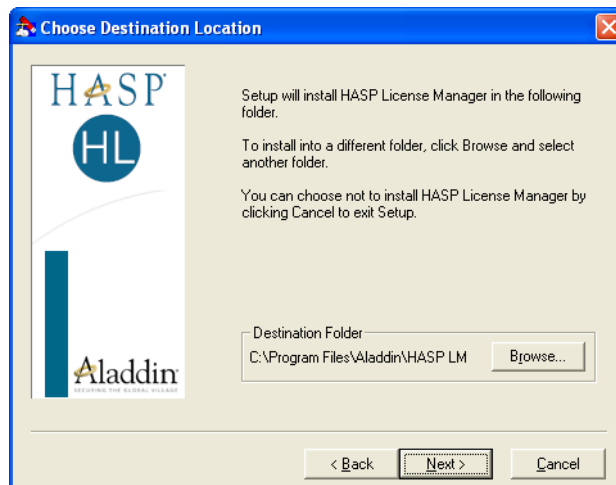 Choose Destination Location
HASP
HL
Aladdin
SECURING THE GLOBAL VILLAGE
Setup will install HASP License Manager in the following
folder.
To install into a different folder, click Browse and select
another folder.
You can choose not to install HASP License Manager by
clicking Cancel to exit Setup.
Destination Folder
C:\Program Files\Aladdin\HASP LM
Browse...
< Back
Next >
Cancel